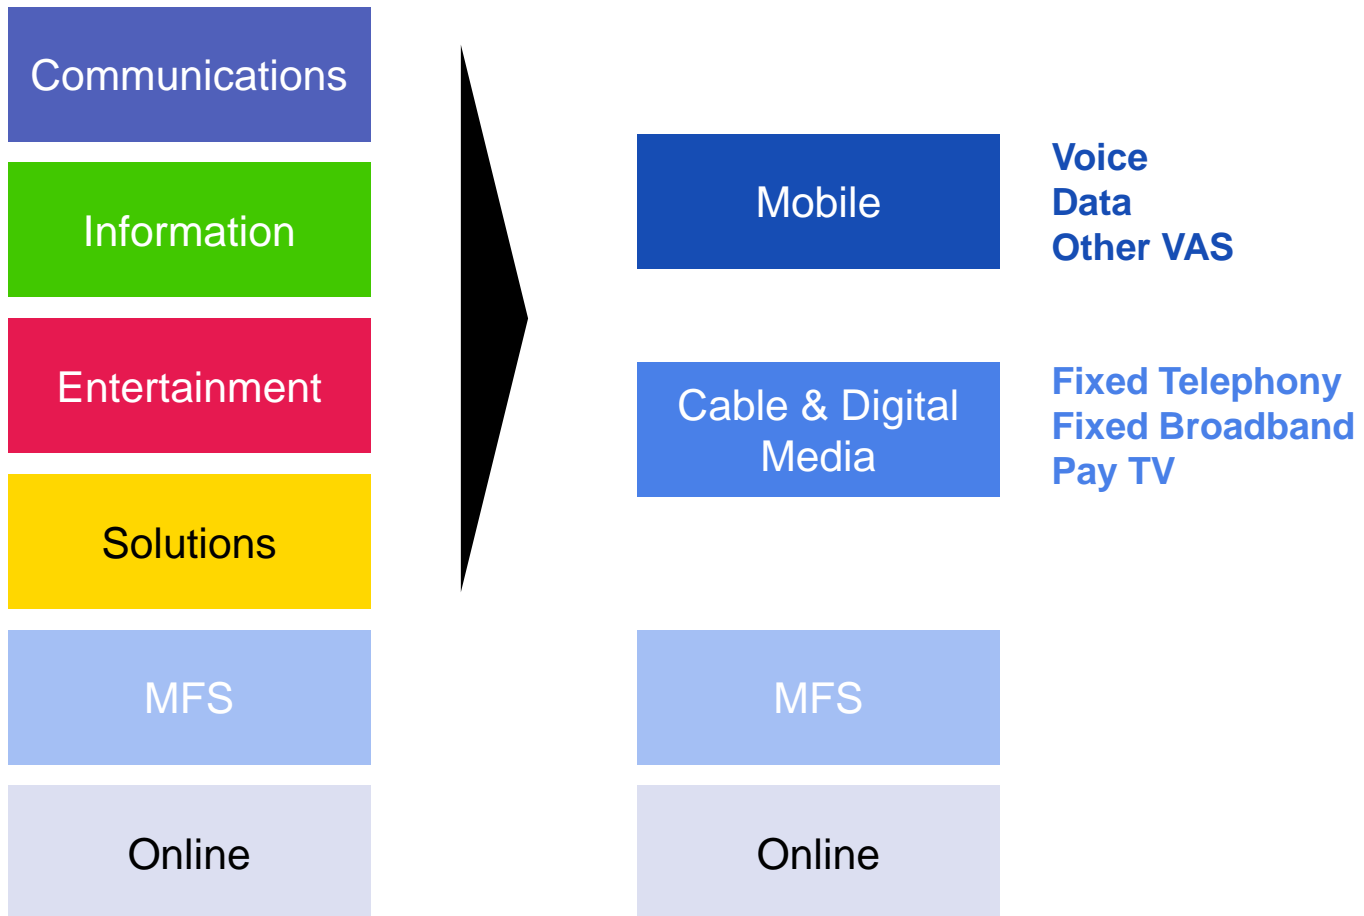 Communications
Information
Entertainment
Solutions
MFS
Online
Mobile
Voice
Data
Other VAS
Cable & Digital
Media
Fixed Telephony
Fixed Broadband
Pay TV
MFS
Online